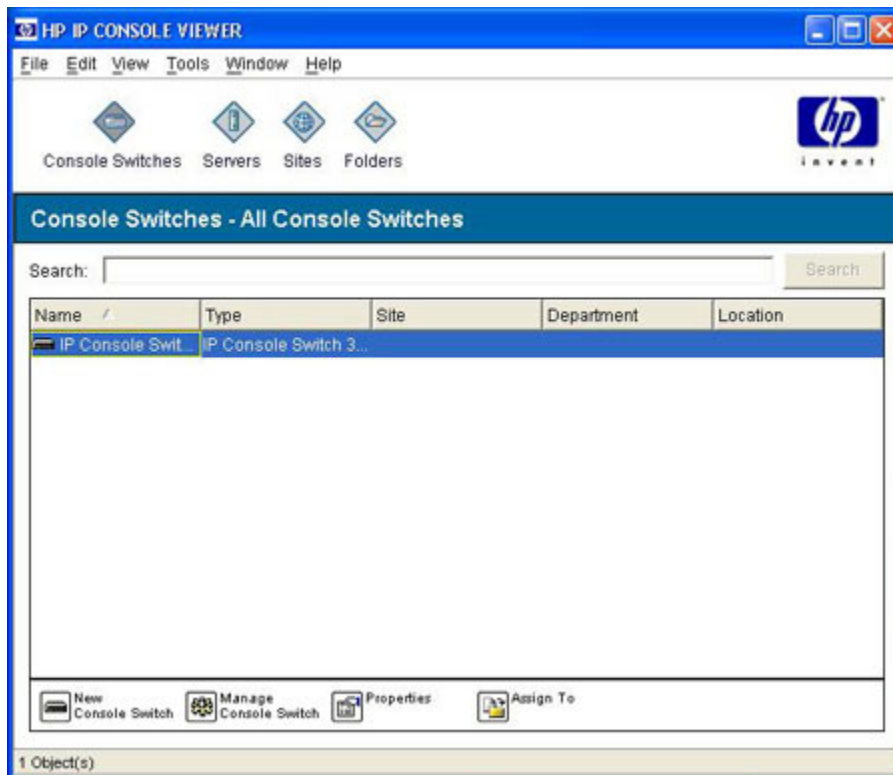 HP IP CONSOLE VIEWER
File Edit View Tools Window Help
Console Switches Servers Sites Folders
hp
invent
Console Switches - All Console Switches
Search: Search
Name Type Site Department Location
IP Console Swit... IP Console Switch 3...
New Console Switch Manage Console Switch Properties Assign To
1 Object(s)